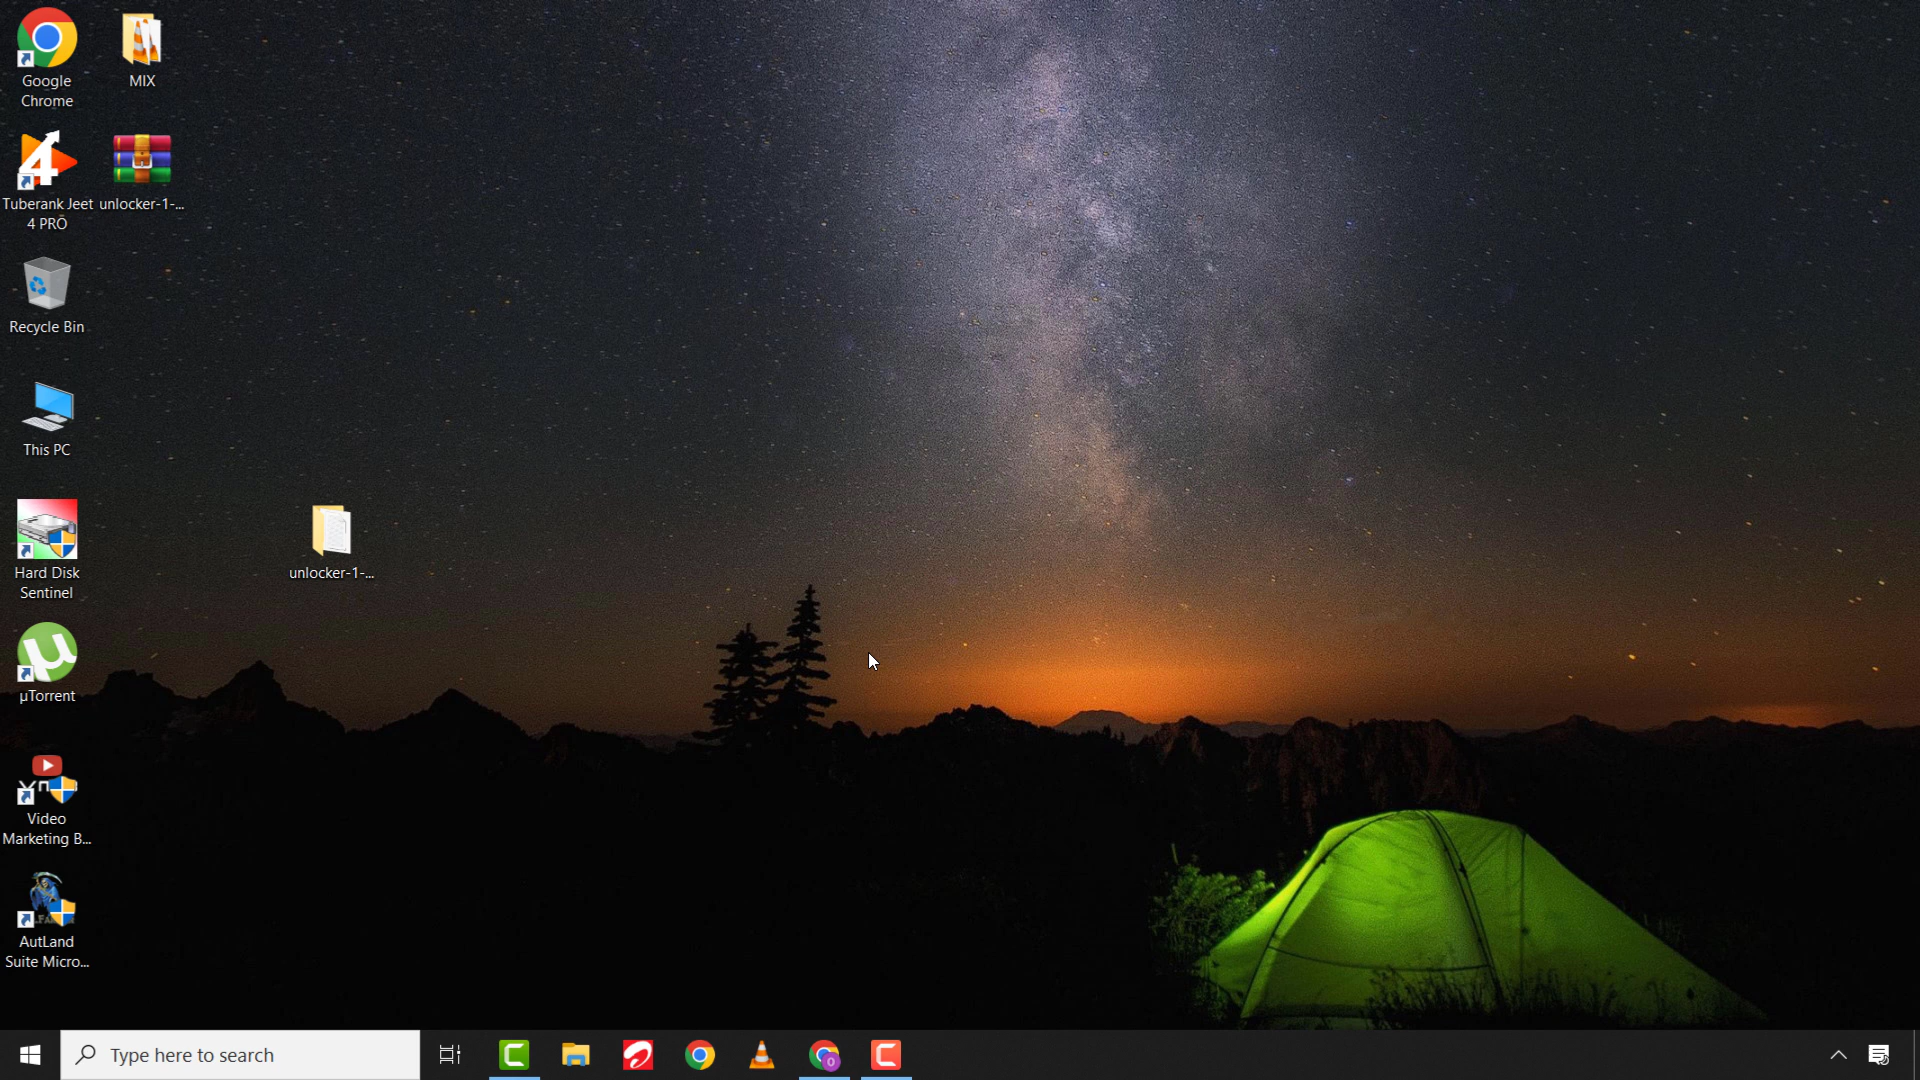 Google
Chrome
MIX
Tuberank Jeet
4 PRO
unlocker-1-...
Recycle Bin
This PC
Hard Disk
Sentinel
unlocker-1-...
µTorrent
Video
Marketing B...
AutLand
Suite Micro...
Type here to search